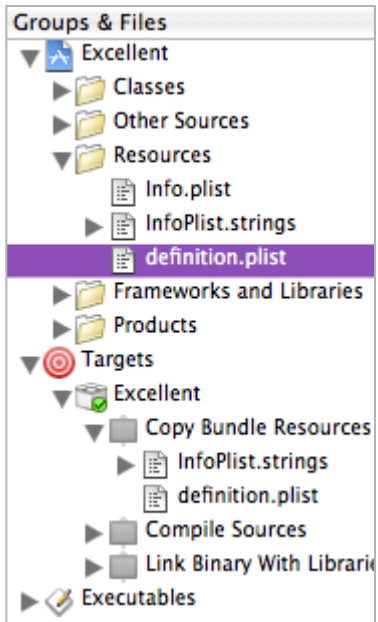 Groups & Files
Excellent
Classes
Other Sources
Resources
Info.plist
InfoPlist.strings
definition.plist
Frameworks and Libraries
Products
Targets
Excellent
Copy Bundle Resources
InfoPlist.strings
definition.plist
Compile Sources
Link Binary With Librari
Executables